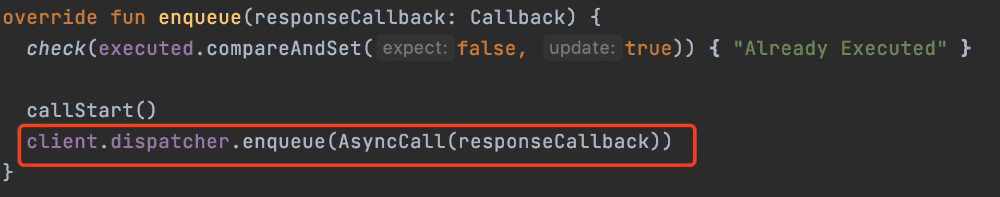 override fun enqueue(responseCallback: Callback) {
check(executed.compareAndSet( expect: false, update: true)) { "Already Executed" }
callStart()
client.dispatcher.enqueue(AsyncCall(responseCallback))
}